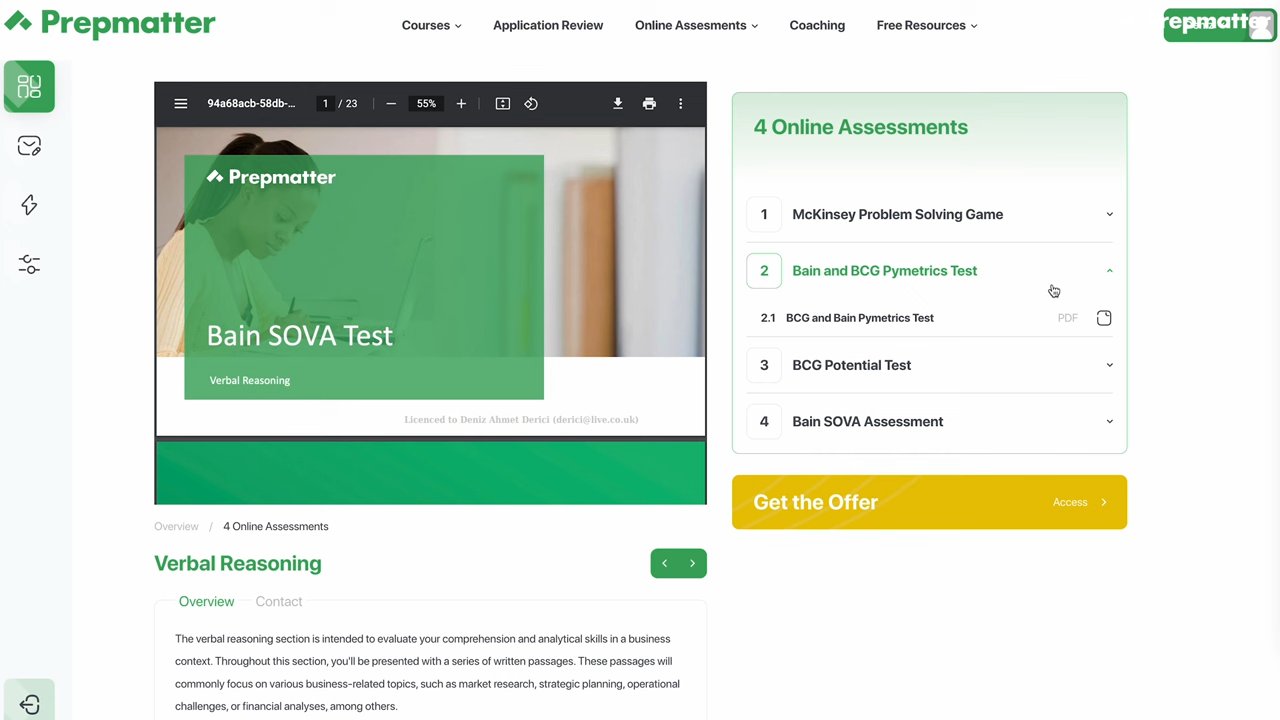 Prepmatter
Courses
Application Review
Online Assesments
Coaching
Free Resources
repmatter
94a68acb-58db-...
1 / 23
55%
Prepmatter
Bain SOVA Test
Verbal Reasoning
Licenced to Deniz Ahmet Derici (derici@live.co.uk)
4 Online Assessments
1 McKinsey Problem Solving Game
2 Bain and BCG Pymetrics Test
2.1 BCG and Bain Pymetrics Test PDF
3 BCG Potential Test
4 Bain SOVA Assessment
Get the Offer Access
Overview / 4 Online Assessments
Verbal Reasoning
Overview Contact
The verbal reasoning section is intended to evaluate your comprehension and analytical skills in a business
context. Throughout this section, you'll be presented with a series of written passages. These passages will
commonly focus on various business-related topics, such as market research, strategic planning, operational
challenges, or financial analyses, among others.